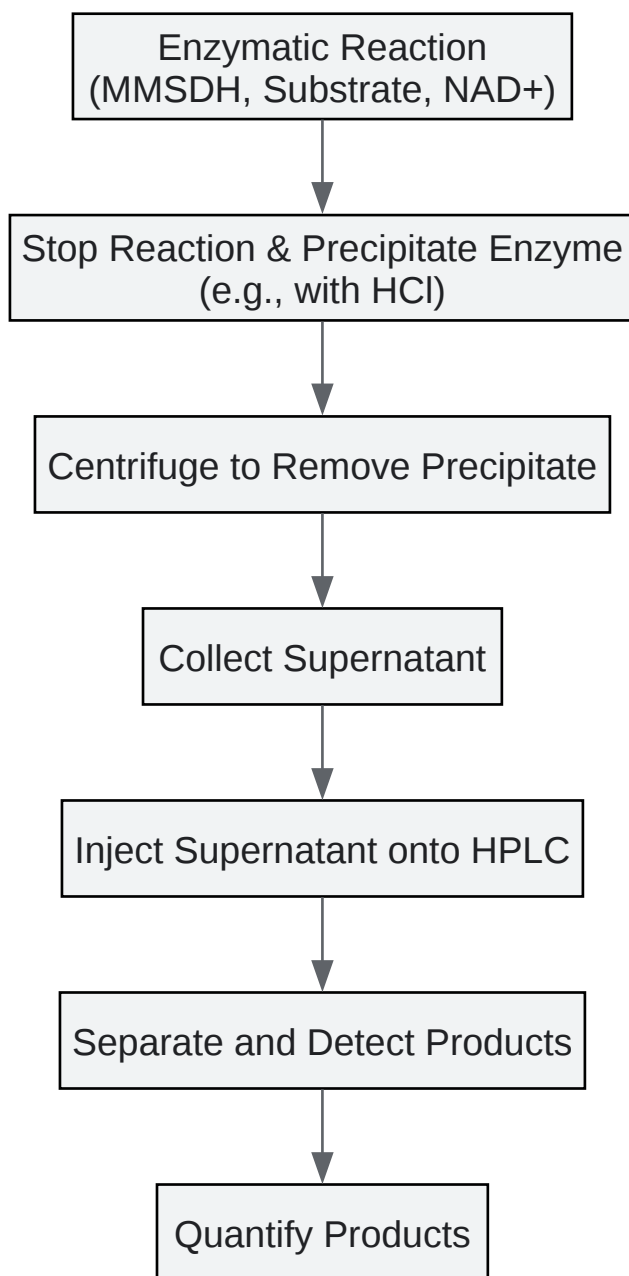 Enzymatic Reaction
(MMSDH, Substrate, NAD+)
Stop Reaction & Precipitate Enzyme
(e.g., with HCl)
Centrifuge to Remove Precipitate
Collect Supernatant
Inject Supernatant onto HPLC
Separate and Detect Products
Quantify Products